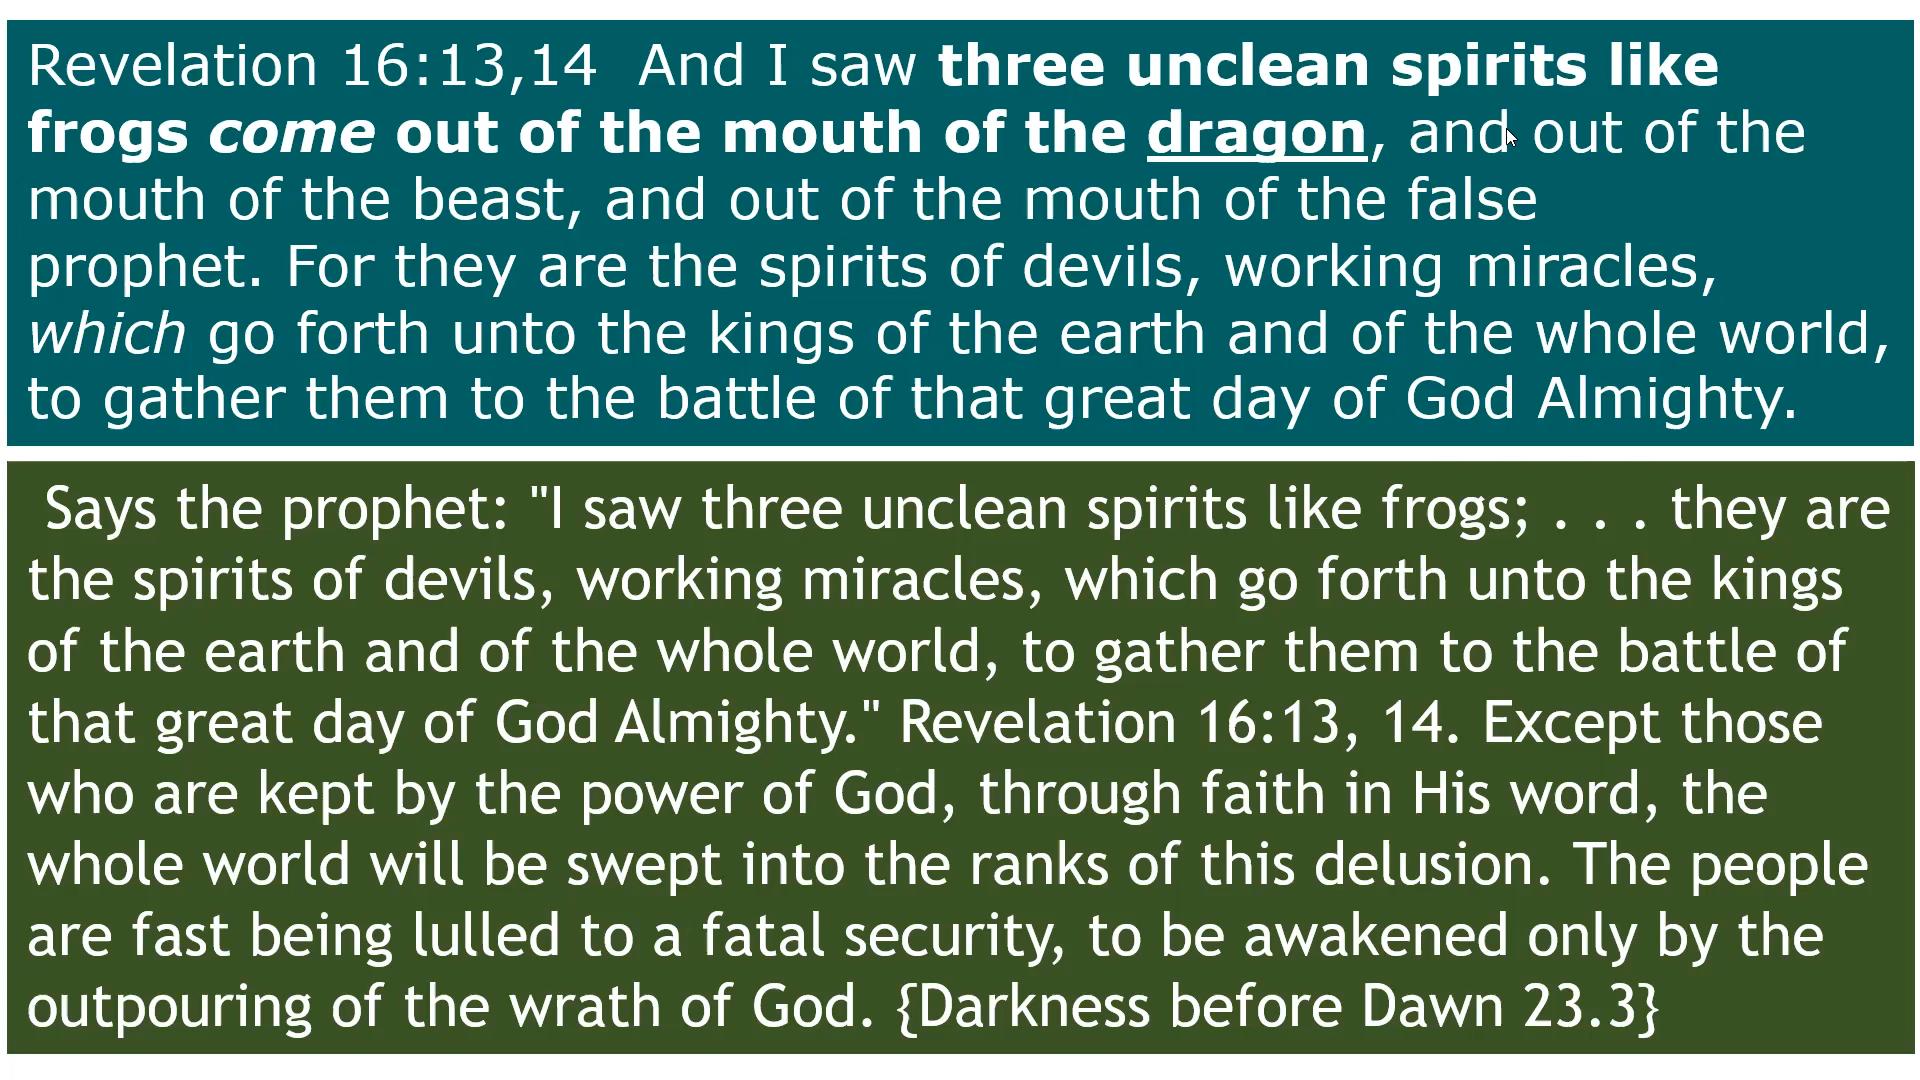 Revelation 16:13,14  And I saw three unclean spirits like
frogs come out of the mouth of the dragon, and out of the
mouth of the beast, and out of the mouth of the false
prophet. For they are the spirits of devils, working miracles,
which go forth unto the kings of the earth and of the whole world,
to gather them to the battle of that great day of God Almighty.
Says the prophet: "I saw three unclean spirits like frogs; . . . they are
the spirits of devils, working miracles, which go forth unto the kings
of the earth and of the whole world, to gather them to the battle of
that great day of God Almighty." Revelation 16:13, 14. Except those
who are kept by the power of God, through faith in His word, the
whole world will be swept into the ranks of this delusion. The people
are fast being lulled to a fatal security, to be awakened only by the
outpouring of the wrath of God. {Darkness before Dawn 23.3}